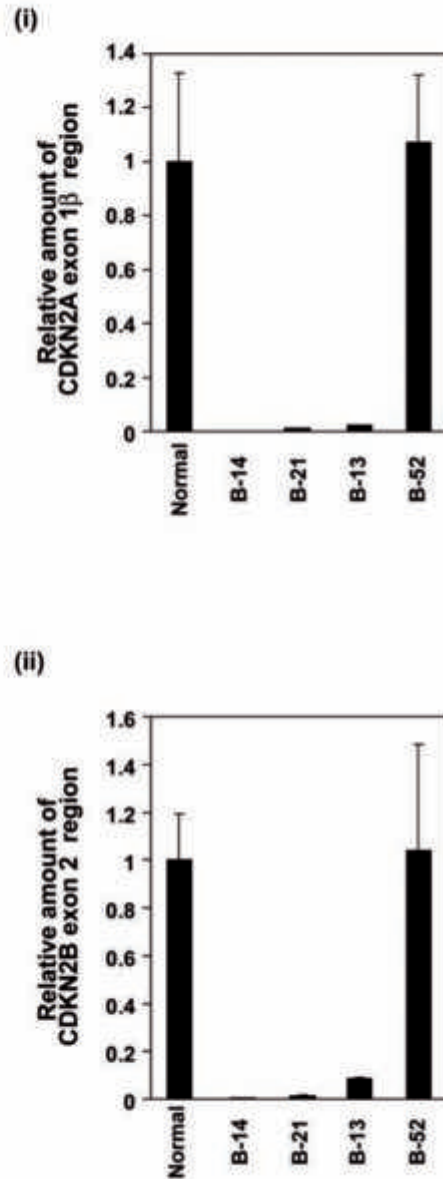 (i)
Relative amount of
CDKN2A exon 1β region
1.4
1.2
1
0.8
0.6
0.4
0.2
0
Normal
B-14
B-21
B-13
B-52
(ii)
Relative amount of
CDKN2B exon 2 region
1.6
1.4
1.2
1
0.8
0.6
0.4
0.2
0
Normal
B-14
B-21
B-13
B-52